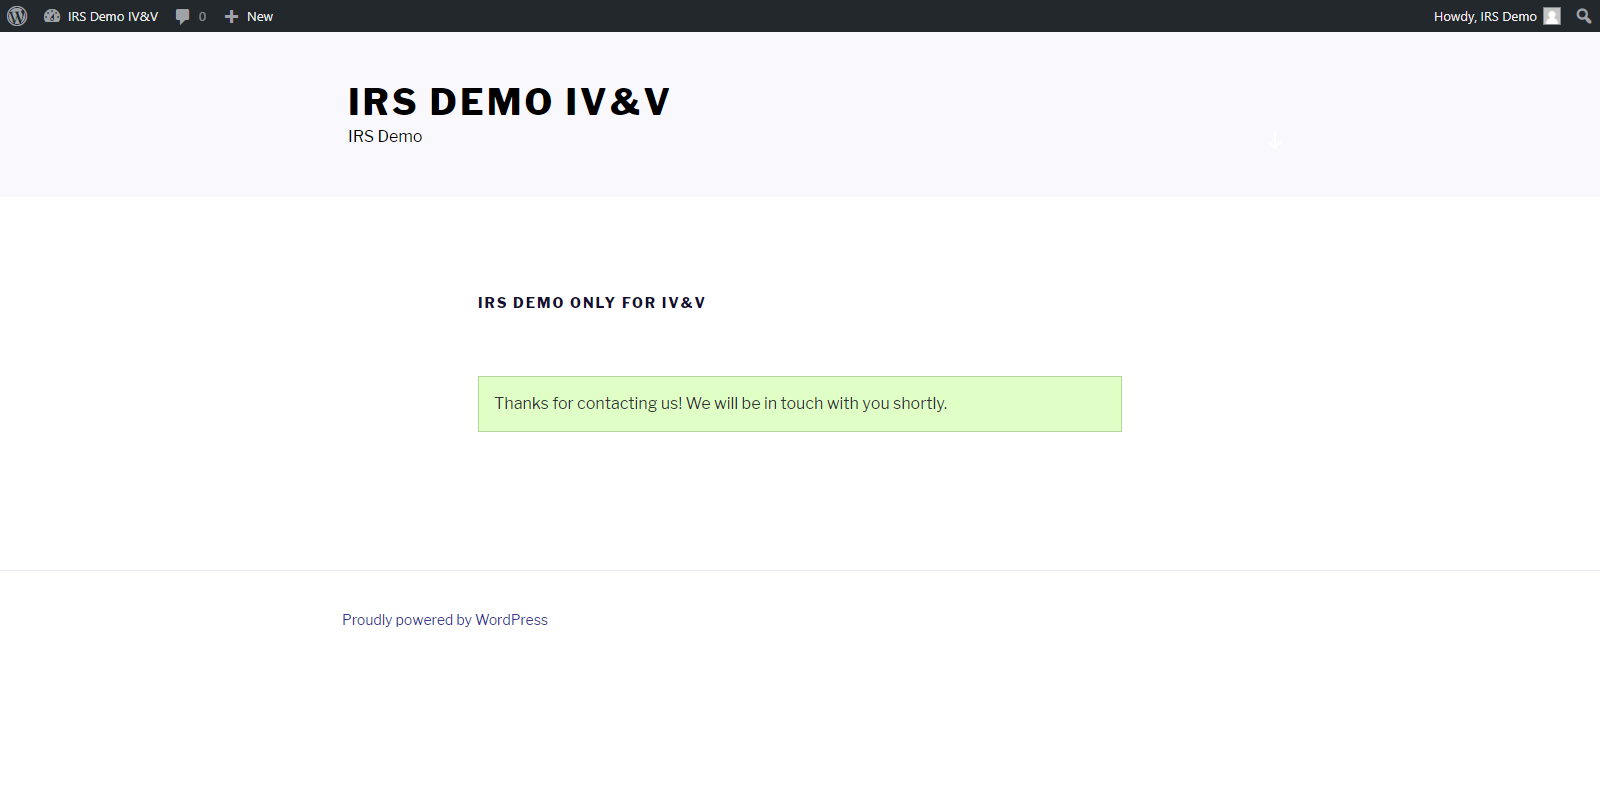 IRS Demo IV&V 0 New Howdy, IRS Demo
IRS DEMO IV&V
IRS Demo
IRS DEMO ONLY FOR IV&V
Thanks for contacting us! We will be in touch with you shortly.
Proudly powered by WordPress